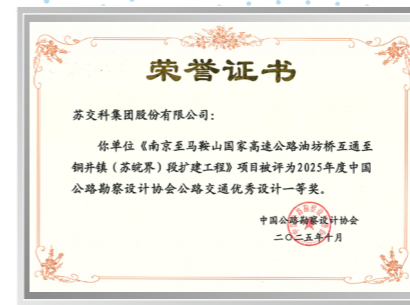 荣誉证书
苏交科集团股份有限公司：
你单位《南京至马鞍山国家高速公路油坊桥互通至
铜井镇（苏皖界）段扩建工程》项目被评为2025年度中国
公路勘察设计协会公路交通优秀设计一等奖。
中国公路勘察设计协会
二〇二五年十月